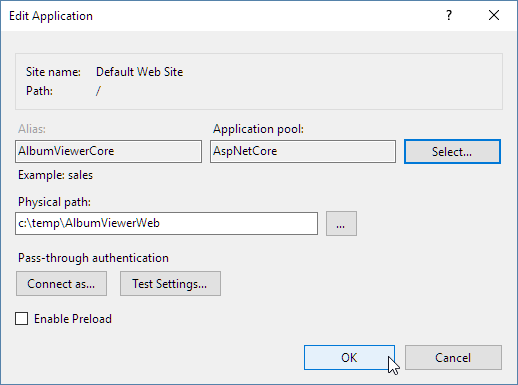 Edit Application
?
Site name: Default Web Site
Path: /
Alias: Application pool:
AlbumViewerCore AspNetCore Select...
Example: sales
Physical path:
c:\temp\AlbumViewerWeb ...
Pass-through authentication
Connect as... Test Settings...
Enable Preload
OK Cancel